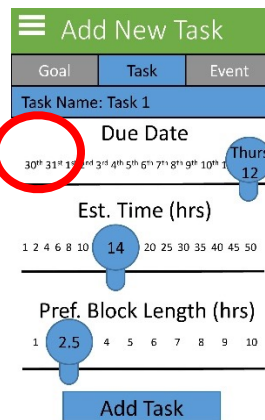 Add New Task
Goal Task Event
Task Name: Task 1
Due Date
30th 31st 1st 2nd 3rd 4th 5th 6th 7th 8th 9th 10th 1 Thurs 12
Est. Time (hrs)
1 2 4 6 8 10 14 20 25 30 35 40 45 50
Pref. Block Length (hrs)
1 2.5 4 5 6 7 8 9 10
Add Task